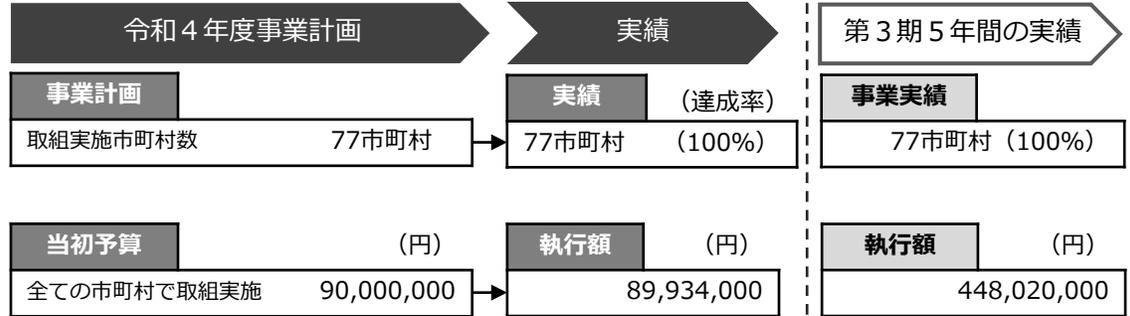 令和４年度事業計画
実績
第３期５年間の実績
事業計画
実績
（達成率）
事業実績
取組実施市町村数 77市町村
77市町村 （100%）
77市町村（100%）
当初予算 （円）
執行額 （円）
執行額 （円）
全ての市町村で取組実施 90,000,000
89,934,000
448,020,000